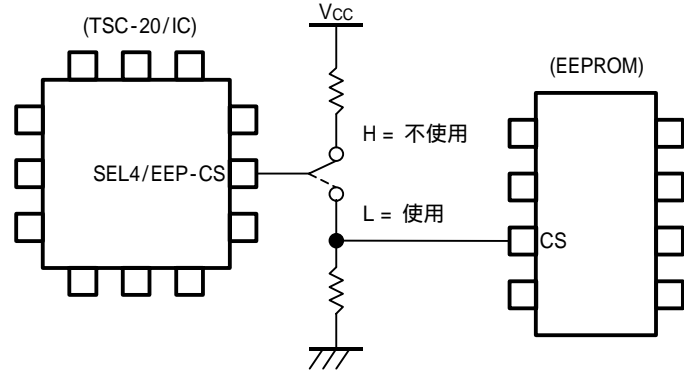 (TSC-20/IC)
VCC
(EEPROM)
H = 不使用
SEL4/EEP-CS
L = 使用
CS